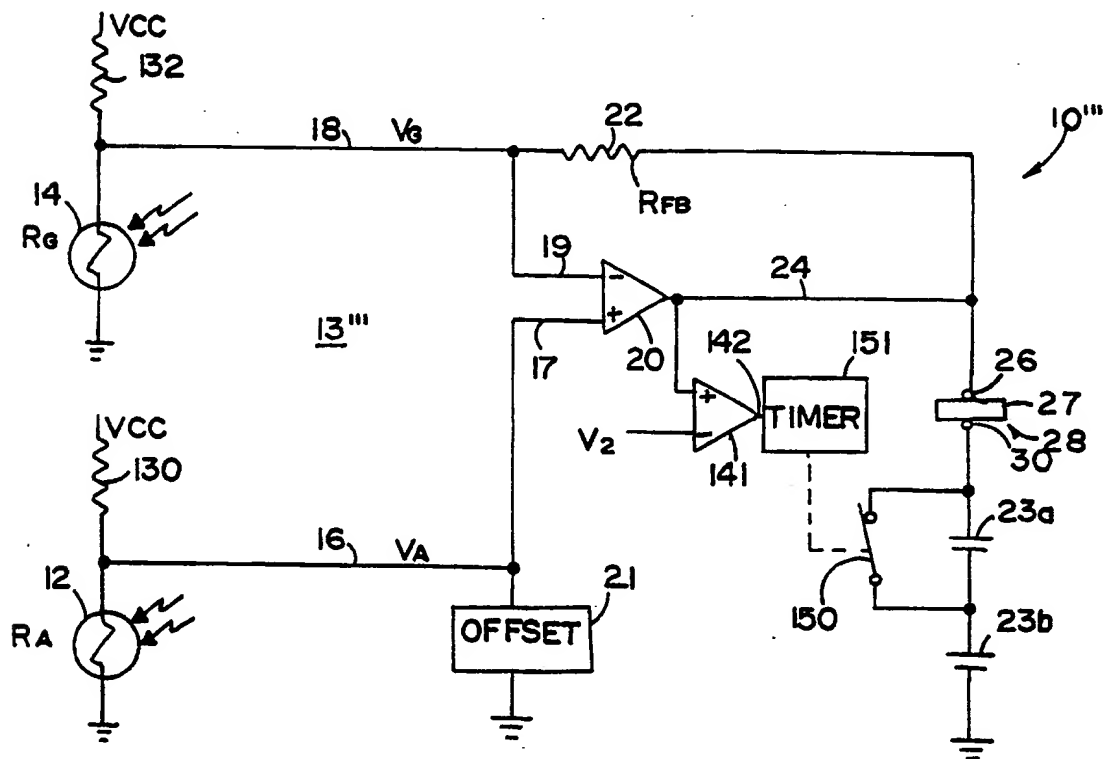 VCC
132
10'''
18
VG
22
RFB
14
RG
19
24
-
+
17
20
13'''
142
151
26
27
28
30
+
-
TIMER
V2
141
VCC
130
23a
16
VA
12
RA
OFFSET
21
150
23b